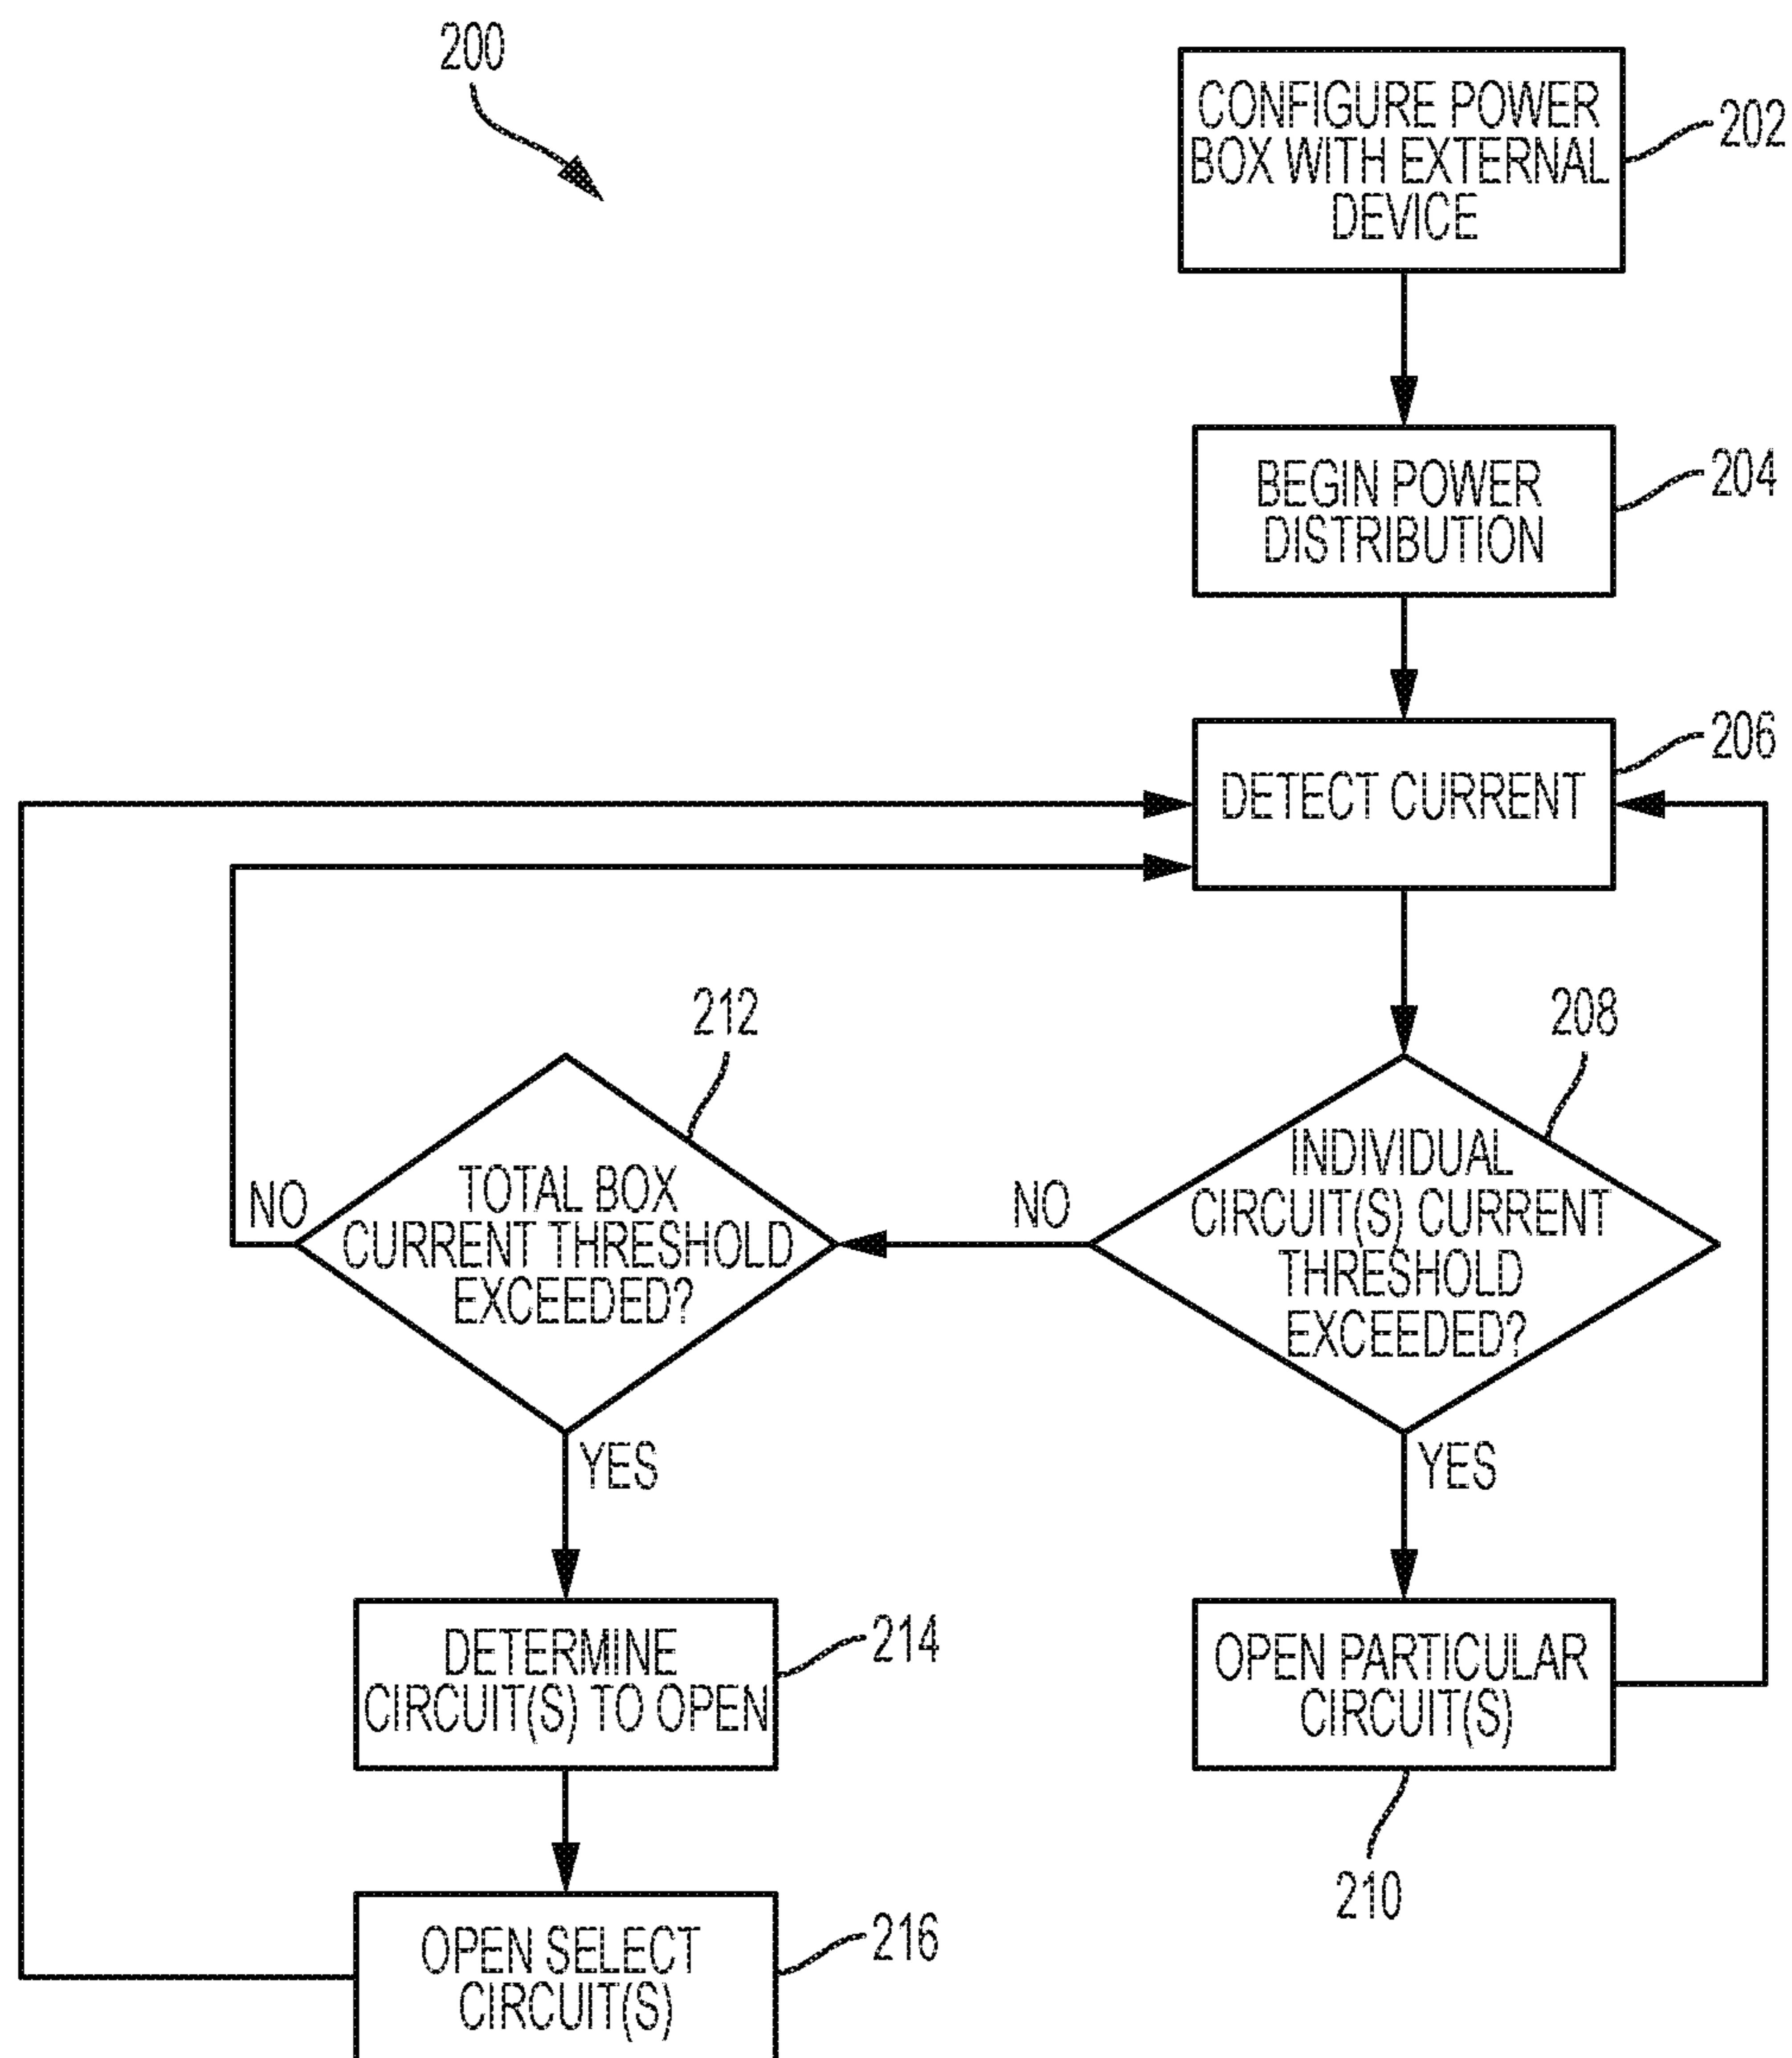 200
CONFIGURE POWER
BOX WITH EXTERNAL
DEVICE
202
BEGIN POWER
DISTRIBUTION
204
DETECT CURRENT
206
INDIVIDUAL
CIRCUIT(S) CURRENT
THRESHOLD
EXCEEDED?
208
NO
YES
TOTAL BOX
CURRENT THRESHOLD
EXCEEDED?
212
NO
YES
OPEN PARTICULAR
CIRCUIT(S)
210
DETERMINE
CIRCUIT(S) TO OPEN
214
OPEN SELECT
CIRCUIT(S)
216